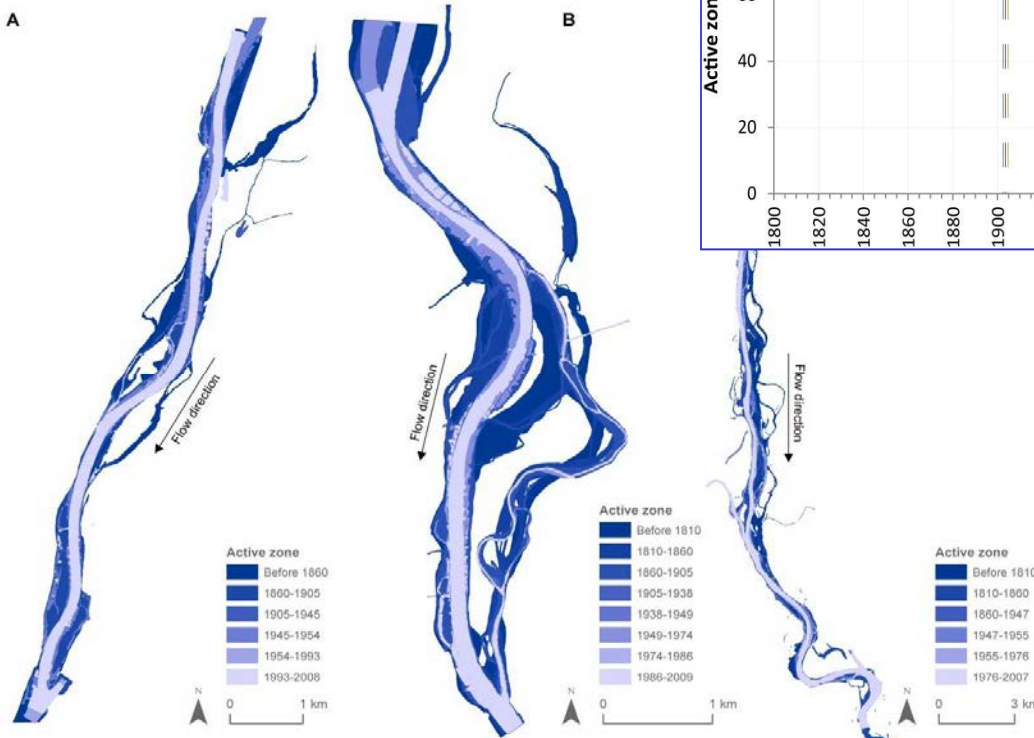 A
B
Active zon
40
20
0
1800
1820
1840
1860
1880
1900
Flow direction
Flow direction
Flow direction
Active zone
Before 1860
1860-1905
1905-1945
1945-1954
1954-1993
1993-2008
N
0 1 km
Active zone
Before 1810
1810-1860
1860-1905
1905-1938
1938-1949
1949-1974
1974-1986
1986-2009
N
0 1 km
Active zone
Before 1810
1810-1860
1860-1947
1947-1955
1955-1976
1976-2007
N
0 3 km